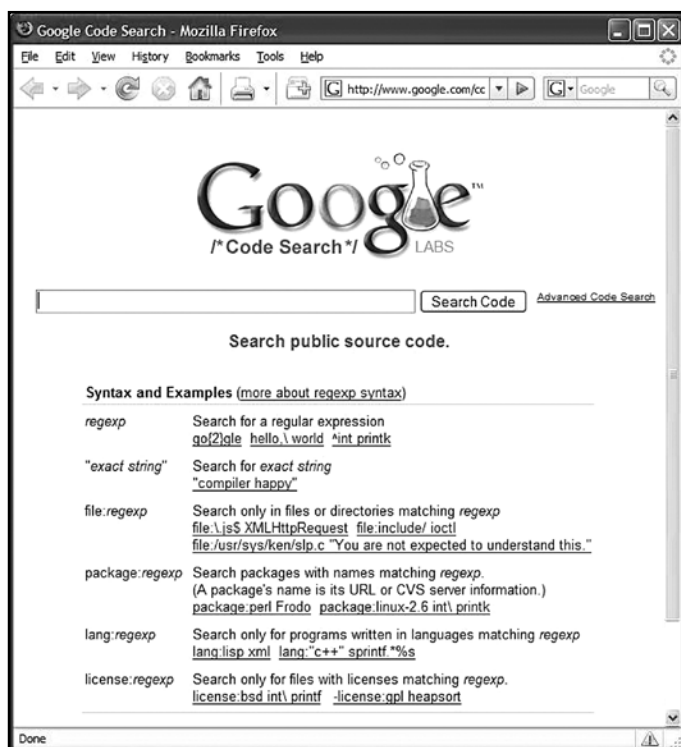 Google Code Search - Mozilla Firefox
File Edit View History Bookmarks Tools Help
G http://www.google.com/cc G Google
Google™
/*Code Search*/ LABS
Search Code Advanced Code Search
Search public source code.
Syntax and Examples (more about regexp syntax)
regexp Search for a regular expression
go{2}gle hello,\ world ^int printk
"exact string" Search for exact string
"compiler happy"
file:regexp Search only in files or directories matching regexp
file:\.js$ XMLHttpRequest file:include/ ioctl
file:/usr/sys/ken/slp.c "You are not expected to understand this."
package:regexp Search packages with names matching regexp.
(A package's name is its URL or CVS server information.)
package:perl Frodo package:linux-2.6 int\ printk
lang:regexp Search only for programs written in languages matching regexp
lang:lisp xml lang:"c++" sprintf.*%s
license:regexp Search only for files with licenses matching regexp.
license:bsd int\ printf -license:gpl heapsort
Done